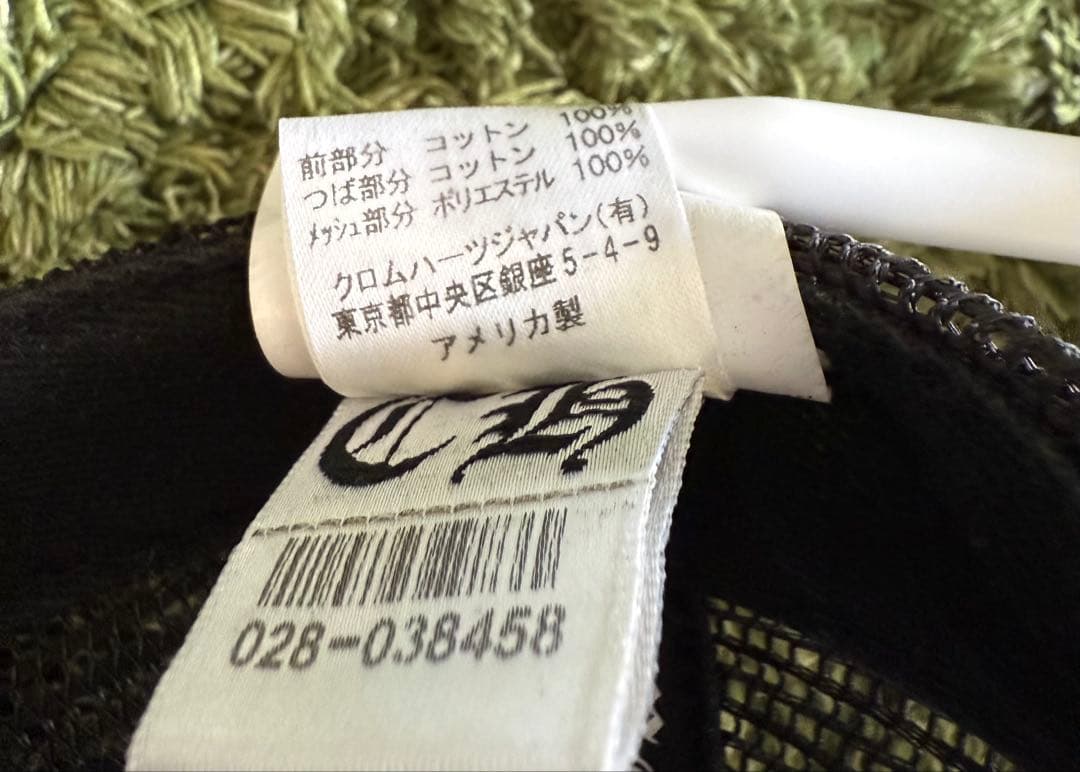 前部分 コットン 100%
つば部分 コットン 100%
メッシュ部分 ポリエステル 100%
クロムハーツジャパン(有)
東京都中央区銀座5-4-9
アメリカ製
CH
028-038458